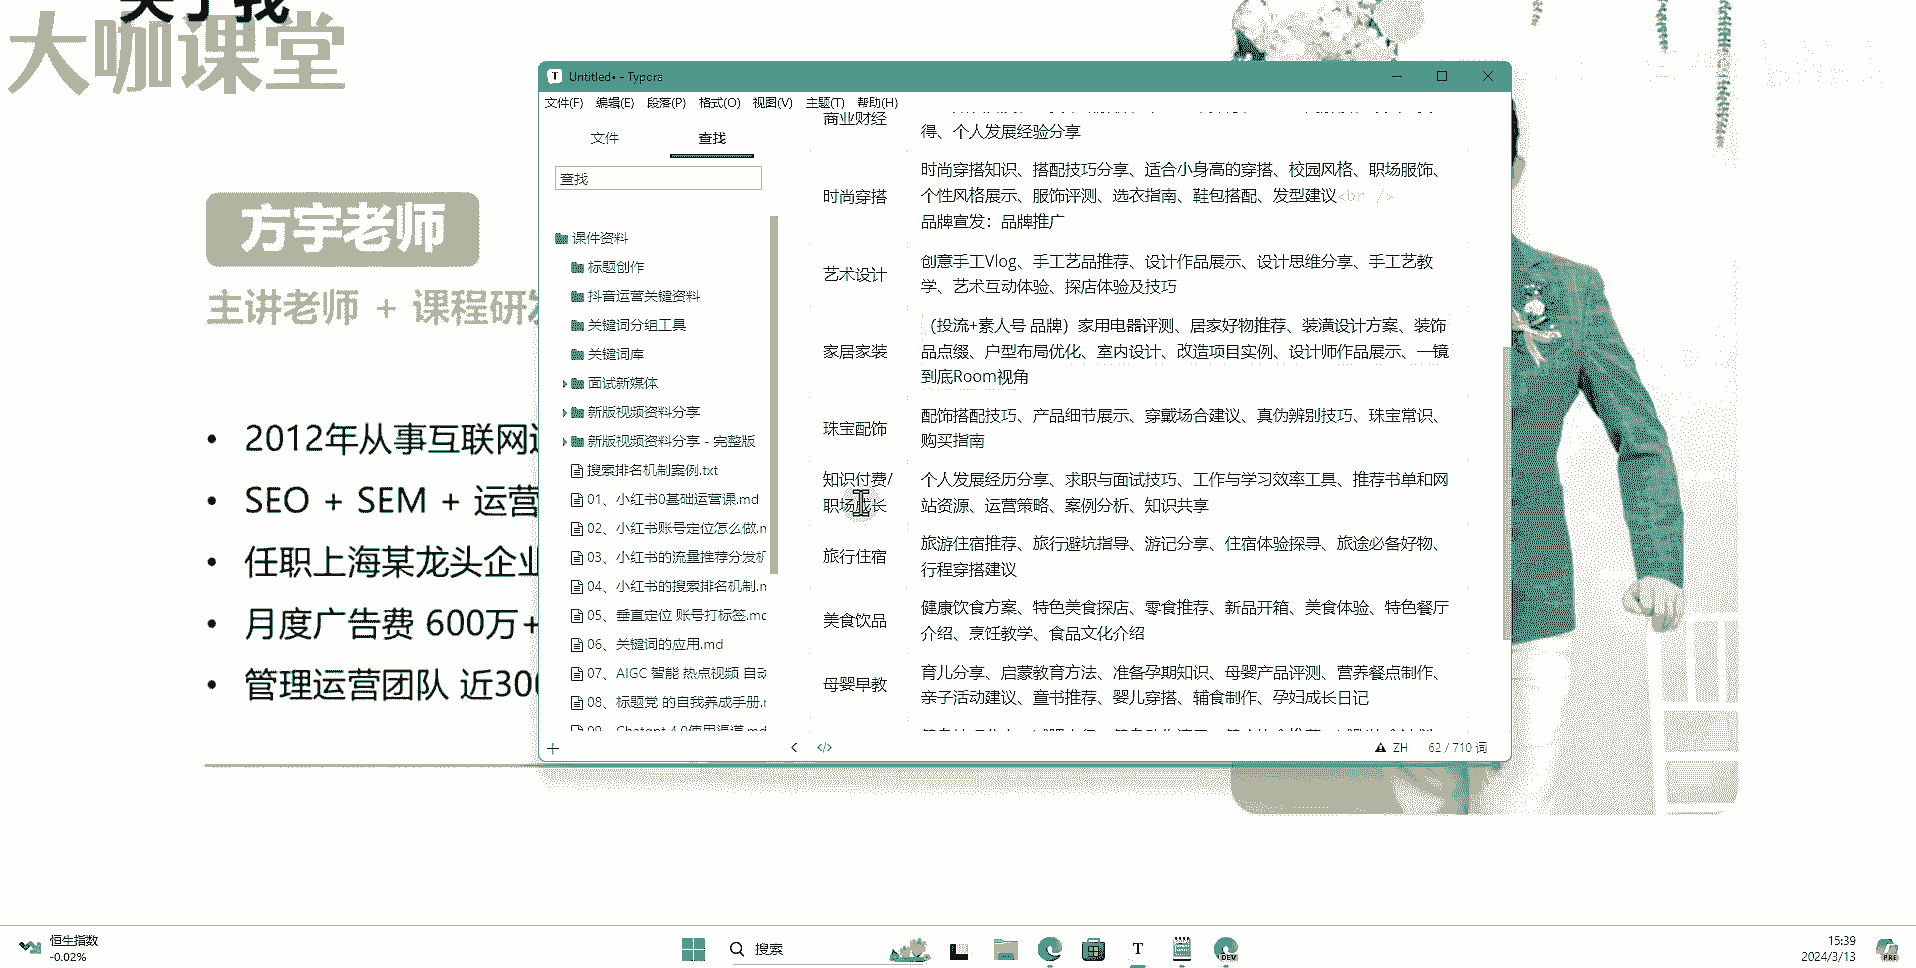 大咖课堂
方宇老师
主讲老师 + 课程研
2012年从事互联网
SEO + SEM + 运营
任职上海某龙头企业
月度广告费 600万+
管理运营团队 近300
Untitled• - Typora
文件(F) 编辑(E) 段落(P) 格式(O) 视图(V) 主题(T) 帮助(H)
文件 查找
查找
课件资料
标题创作
抖音运营关键资料
关键词分组工具
关键词库
面试新媒体
新版视频资料分享
新版视频资料分享 - 完整版
搜索排名机制案例.txt
01、小红书0基础运营课.md
02、小红书账号定位怎么做.m
03、小红书的流量推荐分发机
04、小红书的搜索排名机制.m
05、垂直定位 账号打标签.md
06、关键词的应用.md
07、AIGC 智能 热点视频 自动
08、标题党 的自我养成手册.m
09、Chatgpt 4.0使用渠道.md
商业财经
得、个人发展经验分享
时尚穿搭
时尚穿搭知识、搭配技巧分享、适合小身高的穿搭、校园风格、职场服饰、
个性风格展示、服饰评测、选衣指南、鞋包搭配、发型建议<br />
品牌宣发：品牌推广
艺术设计
创意手工Vlog、手工艺品推荐、设计作品展示、设计思维分享、手工艺教
学、艺术互动体验、探店体验及技巧
家居家装
（投流+素人号 品牌）家用电器评测、居家好物推荐、装潢设计方案、装饰
品点缀、户型布局优化、室内设计、改造项目实例、设计师作品展示、一镜
到底Room视角
珠宝配饰
配饰搭配技巧、产品细节展示、穿戴场合建议、真伪辨别技巧、珠宝常识、
购买指南
知识付费/
职场成长
个人发展经历分享、求职与面试技巧、工作与学习效率工具、推荐书单和网
站资源、运营策略、案例分析、知识共享
旅行住宿
旅游住宿推荐、旅行避坑指导、游记分享、住宿体验探寻、旅途必备好物、
行程穿搭建议
美食饮品
健康饮食方案、特色美食探店、零食推荐、新品开箱、美食体验、特色餐厅
介绍、烹饪教学、食品文化介绍
母婴早教
育儿分享、启蒙教育方法、准备孕期知识、母婴产品评测、营养餐点制作、
亲子活动建议、童书推荐、婴儿穿搭、辅食制作、孕妇成长日记
ZH 62 / 710 词
恒生指数
-0.02%
搜索
15:39
2024/3/13